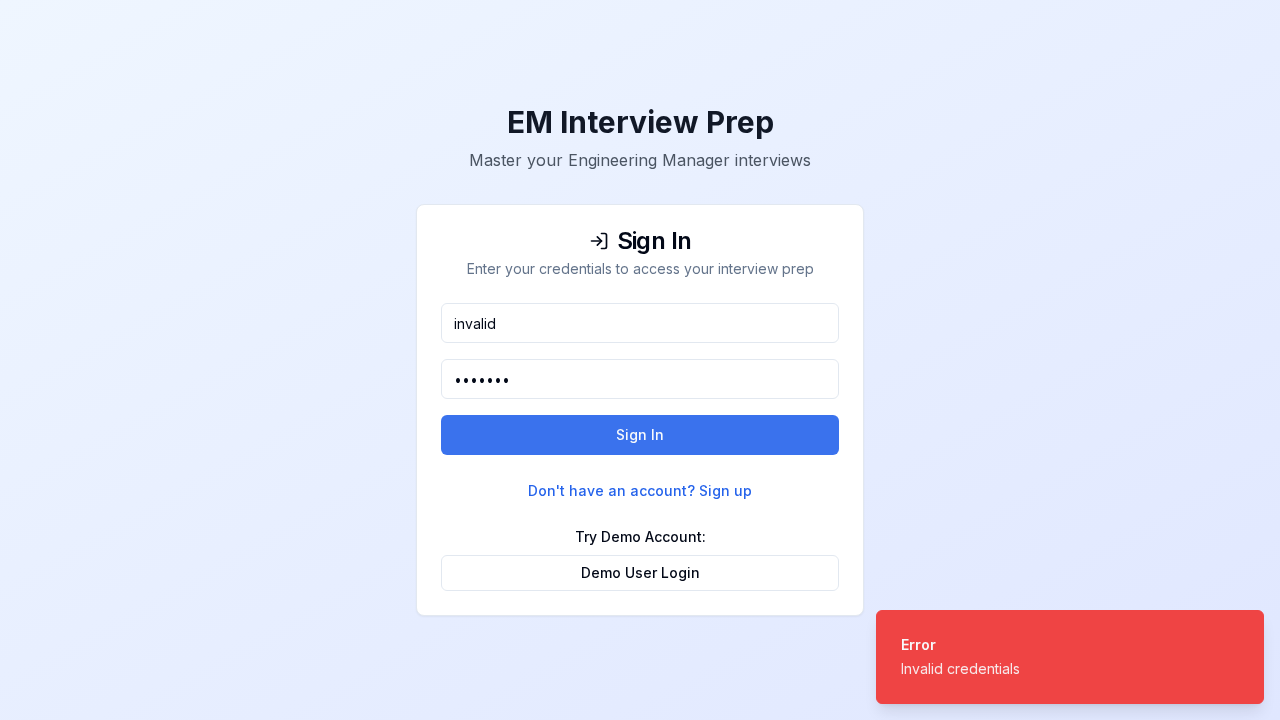 EM Interview Prep
Master your Engineering Manager interviews
Sign In
Enter your credentials to access your interview prep
invalid
•••••••
Sign In
Don't have an account? Sign up
Try Demo Account:
Demo User Login
Error
Invalid credentials